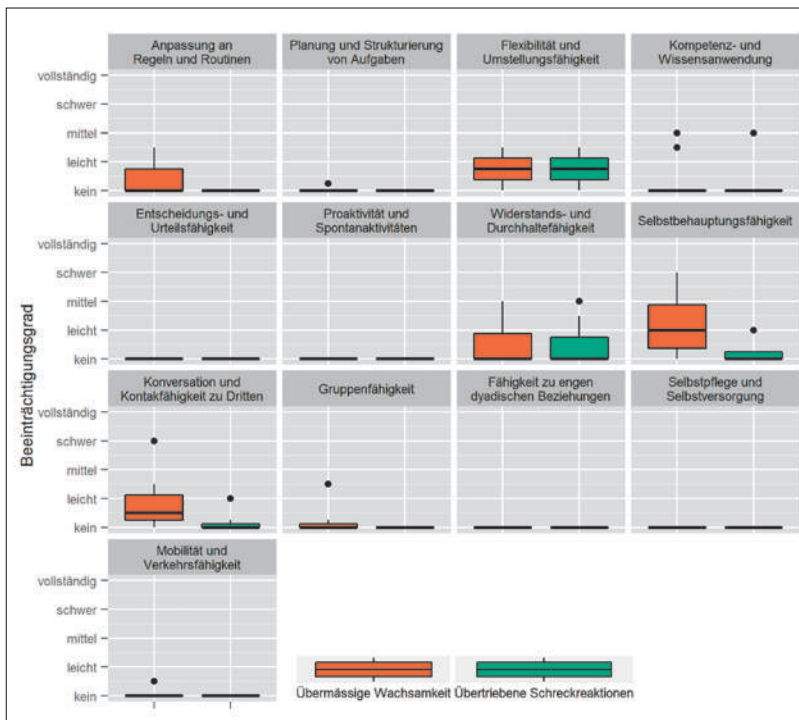 Anpassung an
Regeln und Routinen
Planung und Strukturierung
von Aufgaben
Flexibilität und
Umstellungsfähigkeit
Kompetenz- und
Wissensanwendung
vollständig
schwer
mittel
leicht
kein
Entscheidungs- und
Urteilsfähigkeit
Proaktivität und
Spontanaktivitäten
Widerstands- und
Durchhaltefähigkeit
Selbstbehauptungsfähigkeit
vollständig
schwer
mittel
leicht
kein
Beeinträchtigungsgrad
Konversation und
Kontakfähigkeit zu Dritten
Gruppenfähigkeit
Fähigkeit zu engen
dyadischen Beziehungen
Selbstpflege und
Selbstversorgung
vollständig
schwer
mittel
leicht
kein
Mobilität und
Verkehrsfähigkeit
vollständig
schwer
mittel
leicht
kein
Übermässige Wachsamkeit
Übertriebene Schreckreaktionen